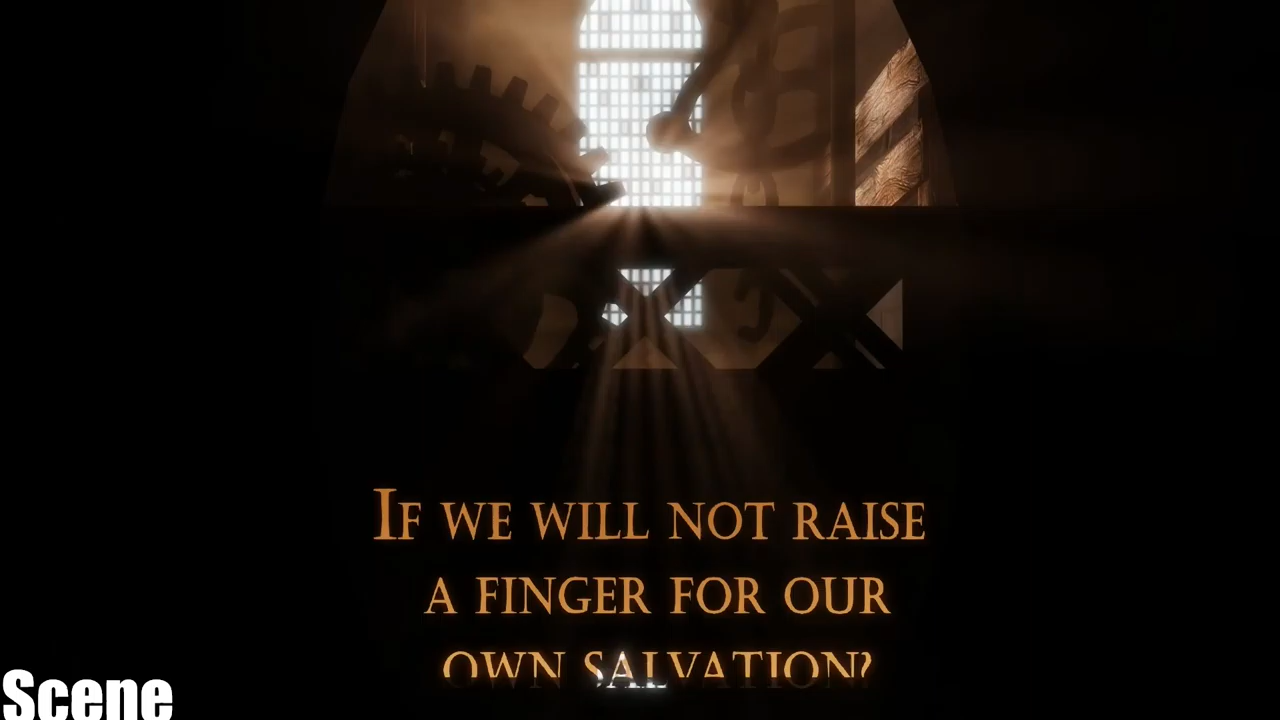 If we will not raise
a finger for our
own salvation?
Scene